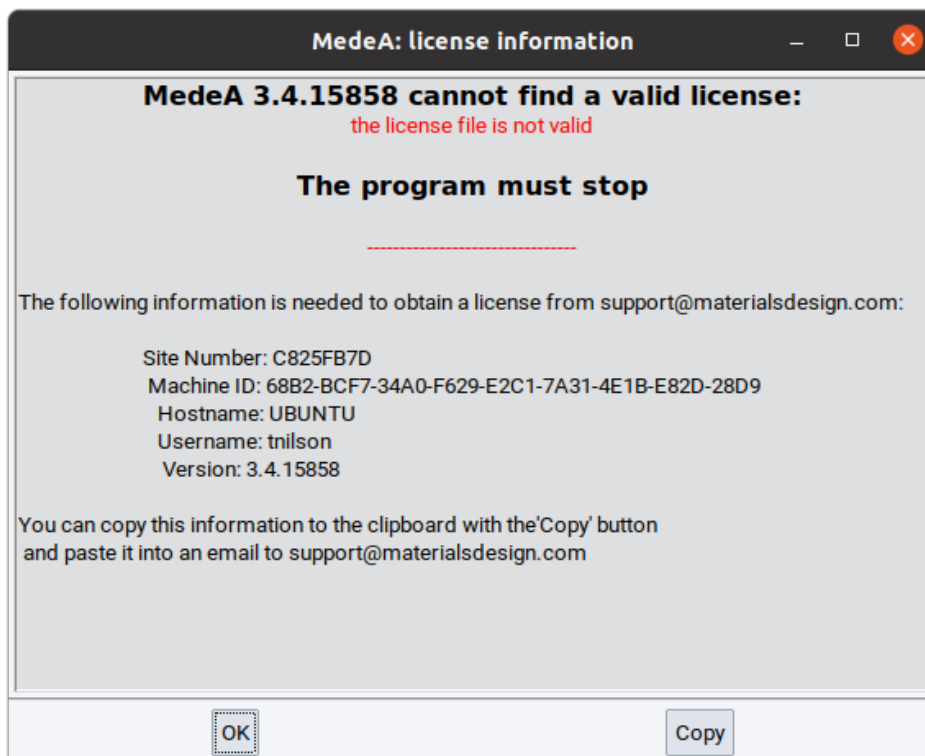 MedeA: license information
MedeA 3.4.15858 cannot find a valid license:
the license file is not valid
The program must stop
--------------------------------
The following information is needed to obtain a license from support@materialsdesign.com:
Site Number: C825FB7D
Machine ID: 68B2-BCF7-34A0-F629-E2C1-7A31-4E1B-E82D-28D9
Hostname: UBUNTU
Username: tnilson
Version: 3.4.15858
You can copy this information to the clipboard with the'Copy' button
and paste it into an email to support@materialsdesign.com
OK Copy